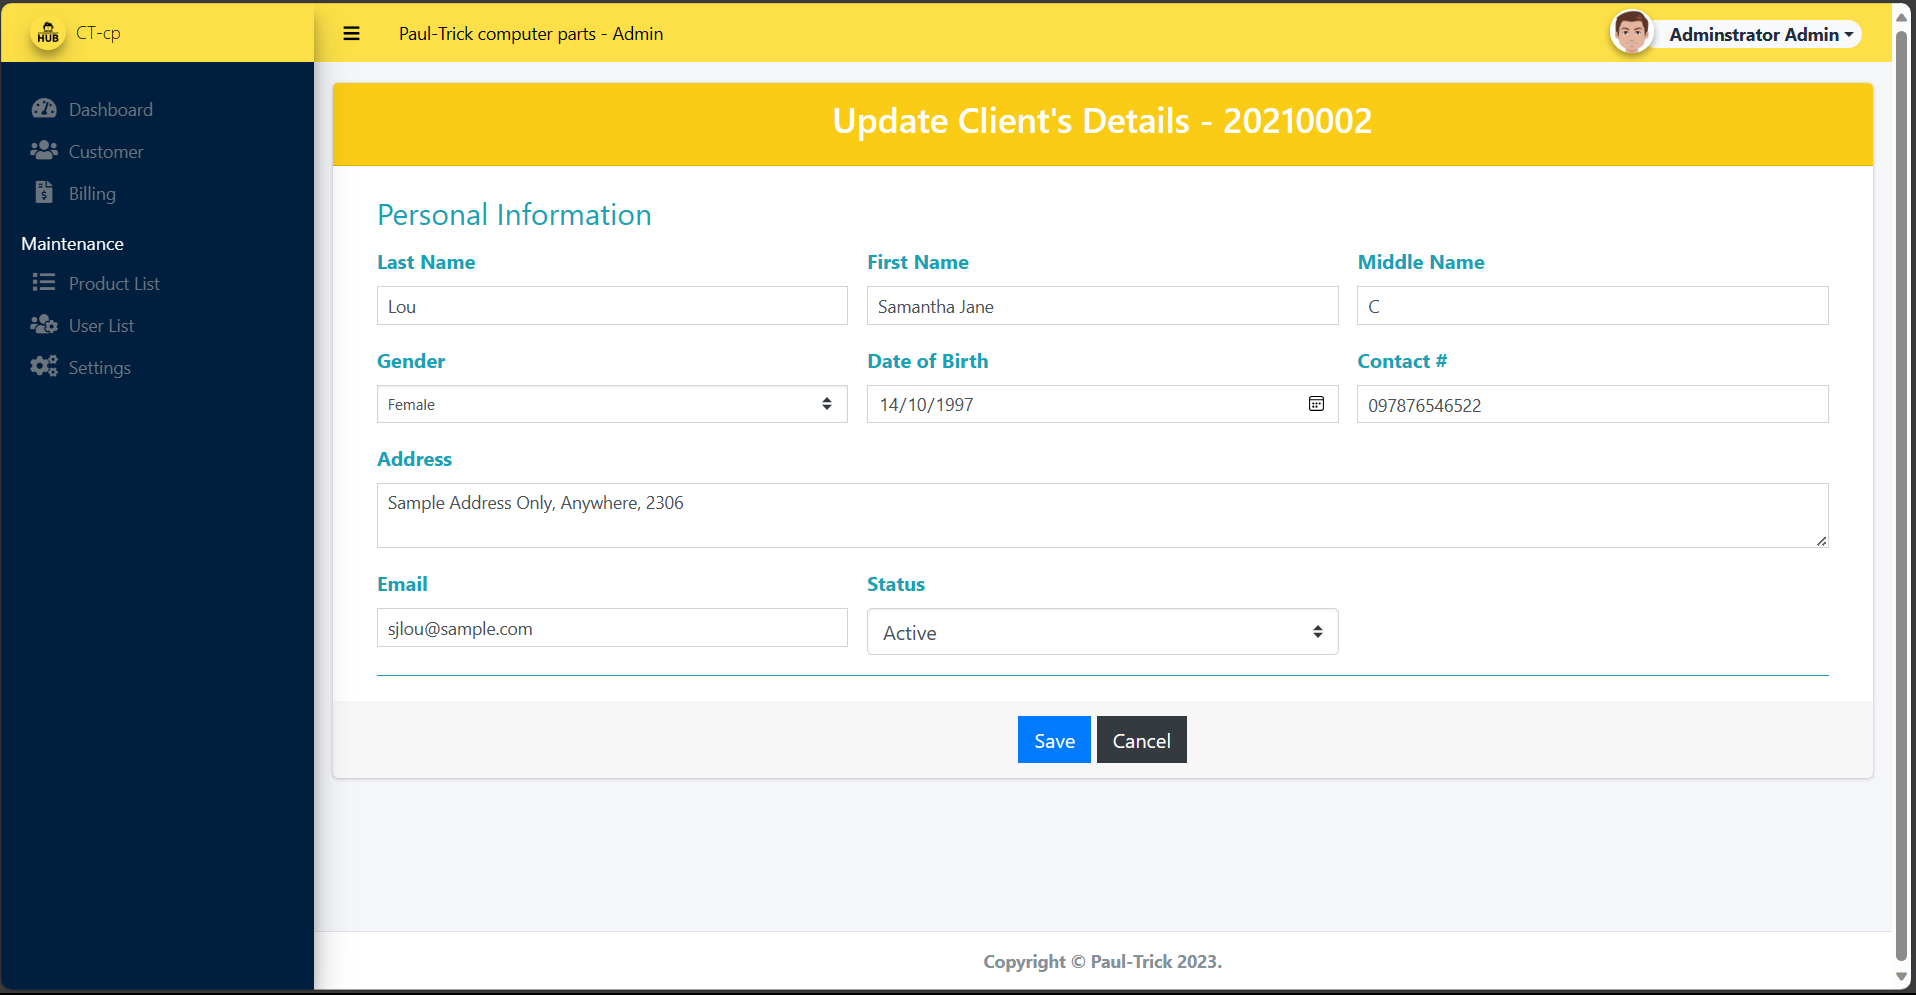 HUB CT-cp
Paul-Trick computer parts - Admin
Adminstrator Admin
Dashboard
Customer
Billing
Maintenance
Product List
User List
Settings
Update Client's Details - 20210002
Personal Information
Last Name First Name Middle Name
Lou Samantha Jane C
Gender Date of Birth Contact #
Female 14/10/1997 097876546522
Address
Sample Address Only, Anywhere, 2306
Email Status
sjlou@sample.com Active
Save Cancel
Copyright © Paul-Trick 2023.